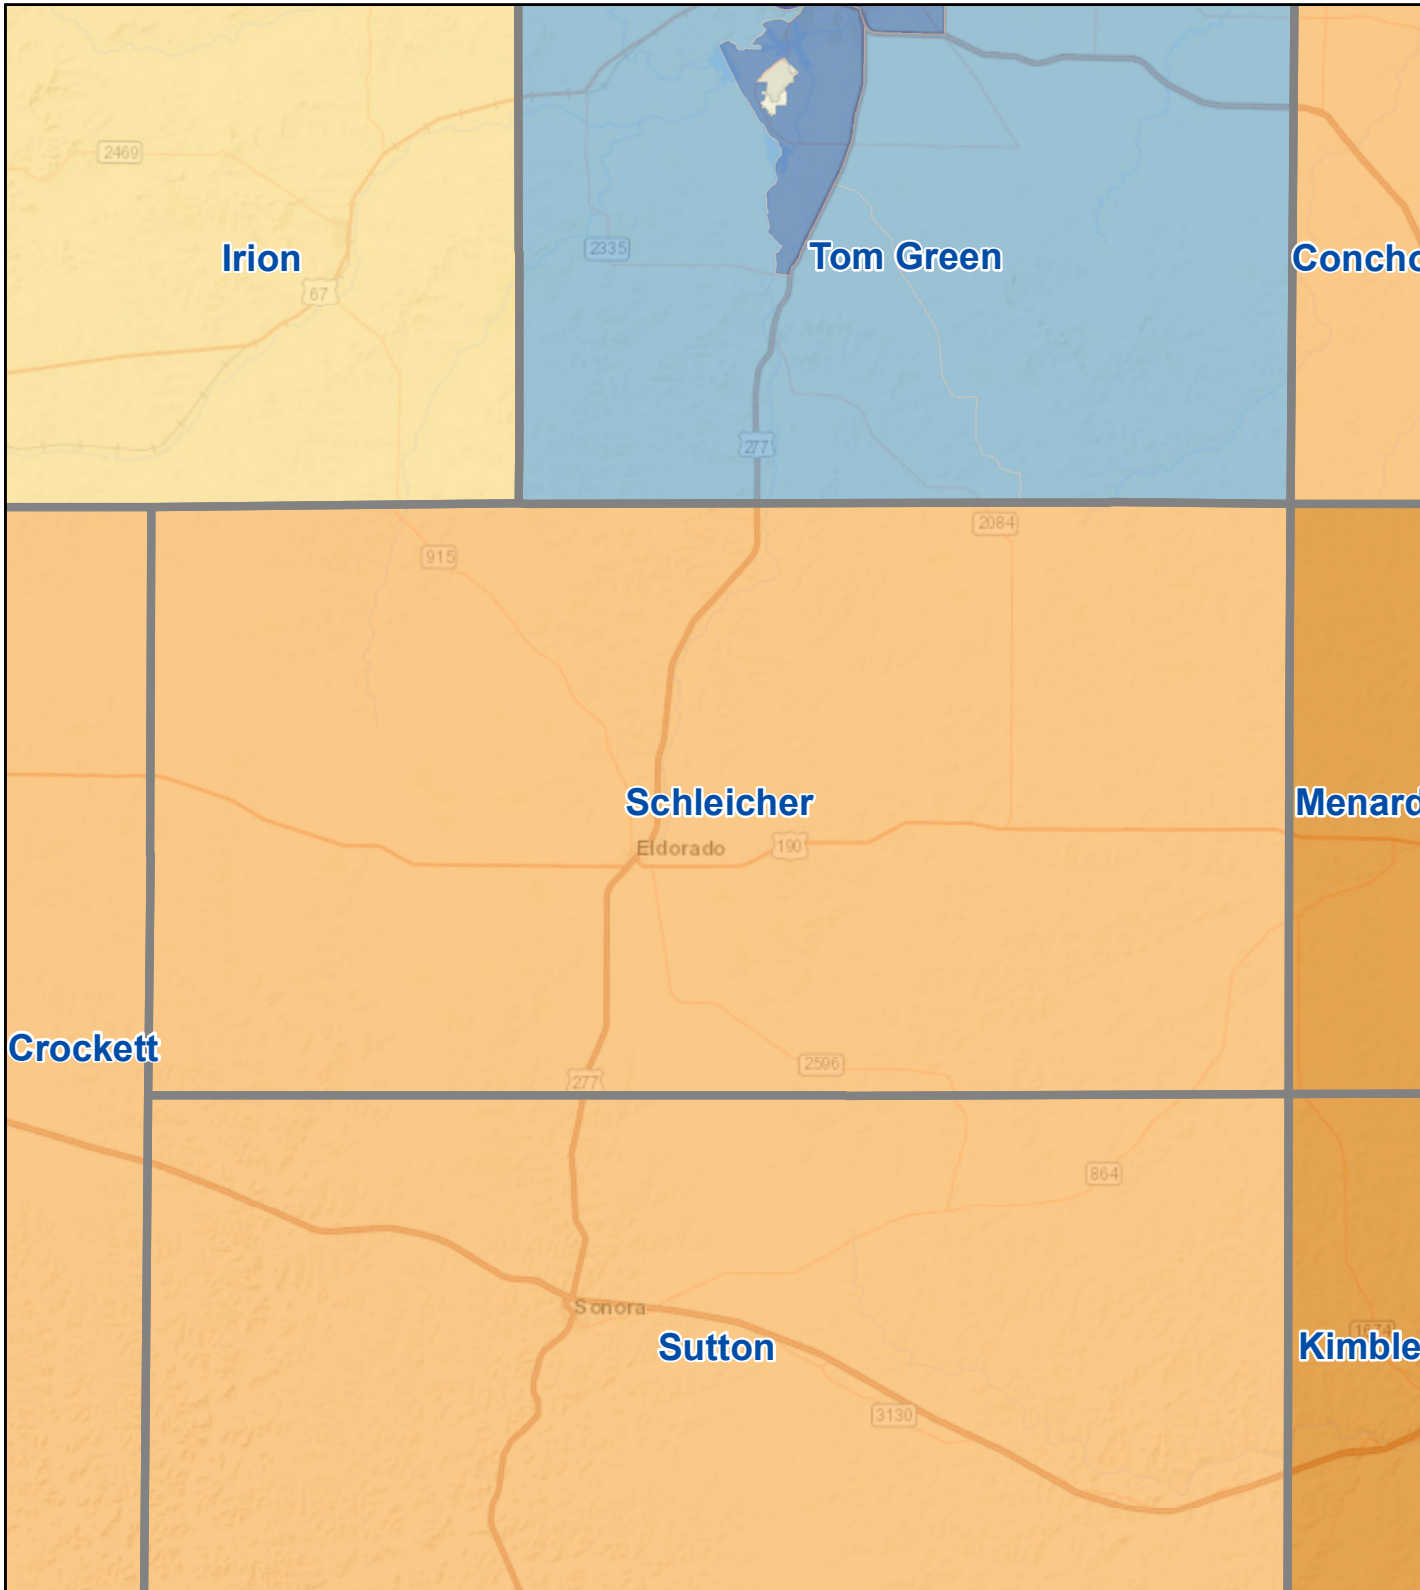 2469
Irion
67
2335
Tom Green
Concho
277
915
2084
Schleicher
Eldorado
190
Menard
Crockett
2596
277
864
Sonora
Sutton
1674
Kimble
3130